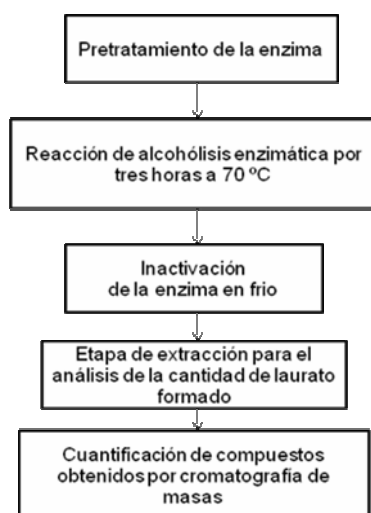 Pretratamiento de la enzima
Reacción de alcohólisis enzimática por
tres horas a 70 ºC
Inactivación
de la enzima en frio
Etapa de extracción para el
análisis de la cantidad de laurato
formado
Cuantificación de compuestos
obtenidos por cromatografía de
masas